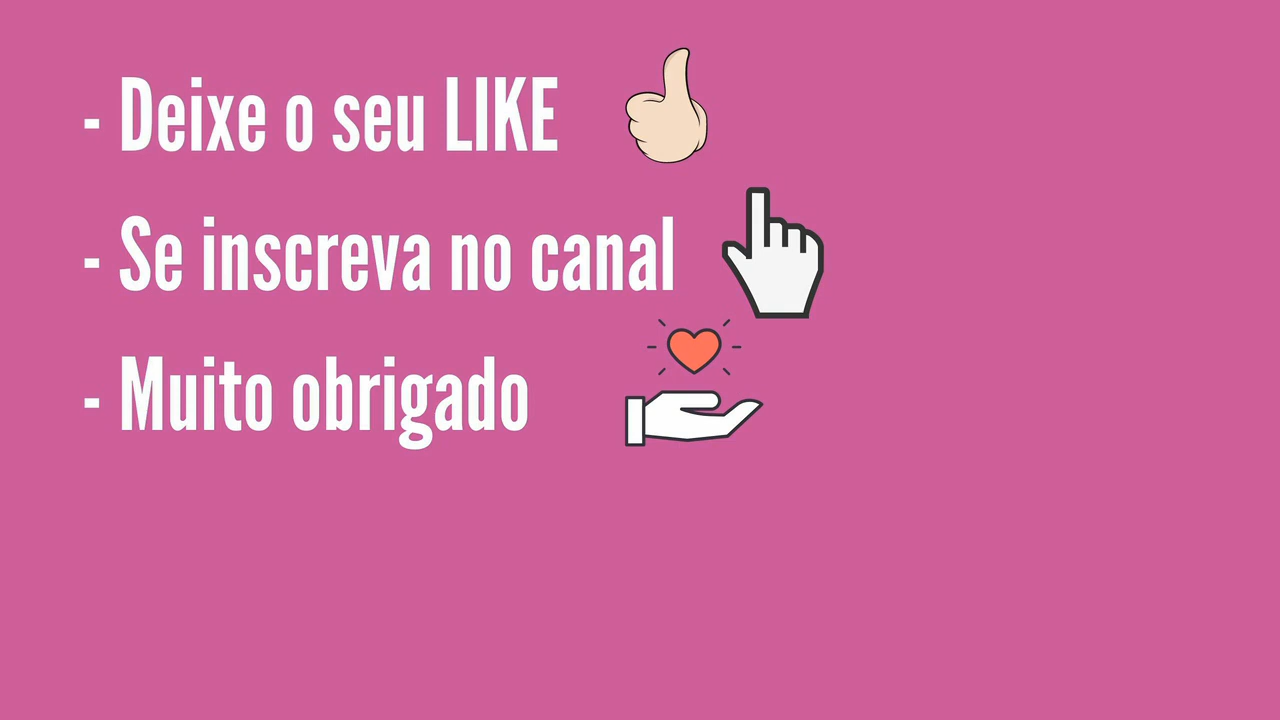 - Deixe o seu LIKE
- Se inscreva no canal
- Muito obrigado